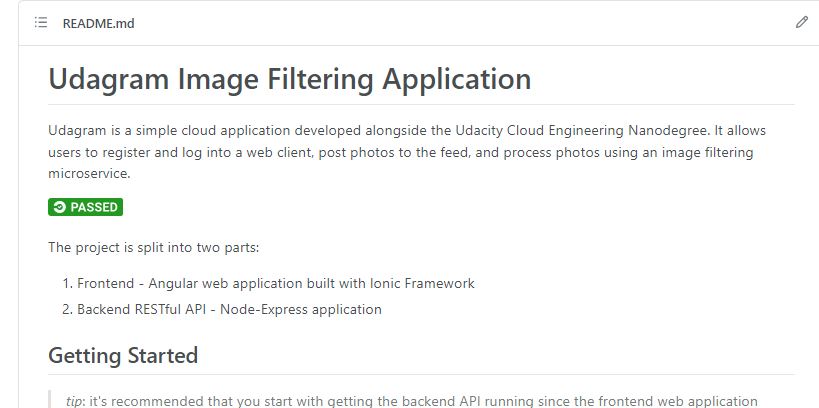 README.md
Udagram Image Filtering Application
Udagram is a simple cloud application developed alongside the Udacity Cloud Engineering Nanodegree. It allows
users to register and log into a web client, post photos to the feed, and process photos using an image filtering
microservice.
PASSED
The project is split into two parts:
1. Frontend - Angular web application built with Ionic Framework
2. Backend RESTful API - Node-Express application
Getting Started
tip: it's recommended that you start with getting the backend API running since the frontend web application